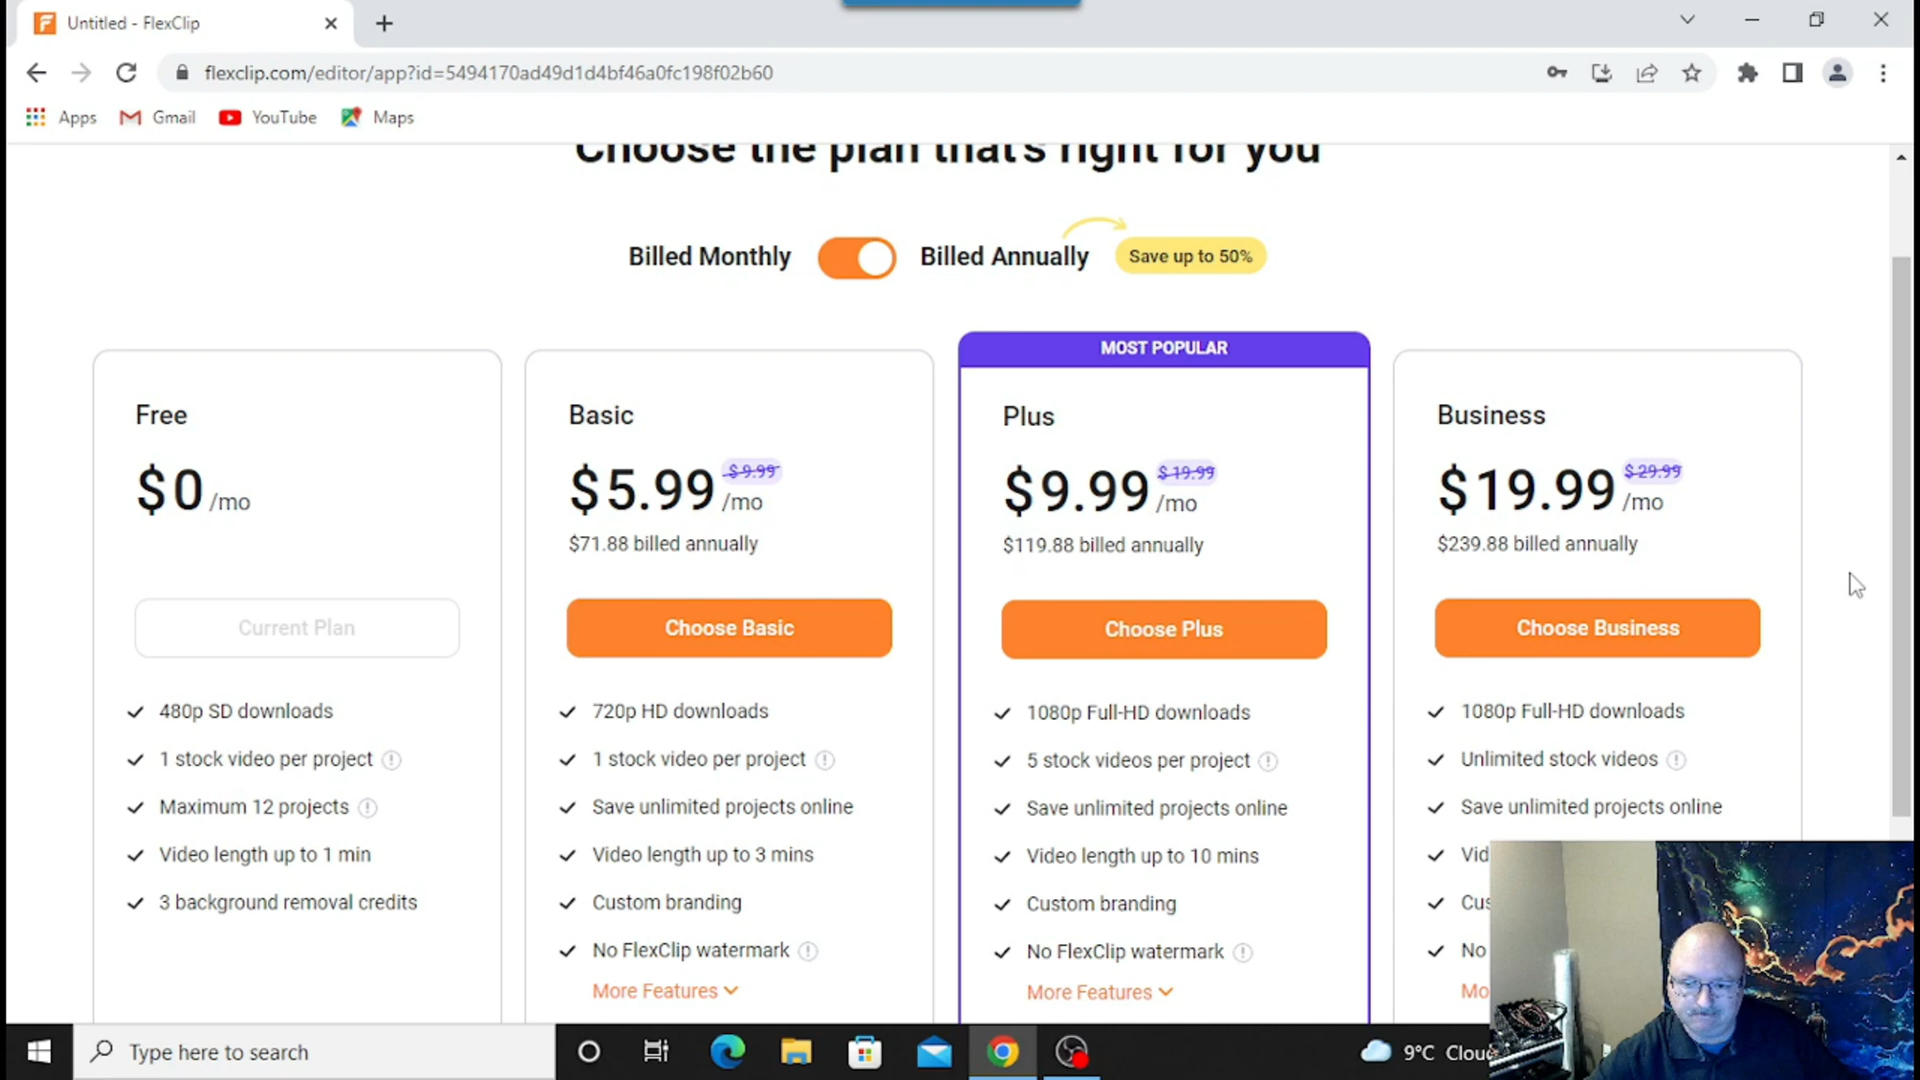 Untitled - FlexClip
flexclip.com/editor/app?id=5494170ad49d1d4bf46a0fc198f02b60
Apps Gmail YouTube Maps
Choose the plan that's right for you
Billed Monthly Billed Annually Save up to 50%
MOST POPULAR
Free
$0 /mo
Current Plan
480p SD downloads
1 stock video per project
Maximum 12 projects
Video length up to 1 min
3 background removal credits
Basic
$5.99 $9.99 /mo
$71.88 billed annually
Choose Basic
720p HD downloads
1 stock video per project
Save unlimited projects online
Video length up to 3 mins
Custom branding
No FlexClip watermark
More Features
Plus
$9.99 $19.99 /mo
$119.88 billed annually
Choose Plus
1080p Full-HD downloads
5 stock videos per project
Save unlimited projects online
Video length up to 10 mins
Custom branding
No FlexClip watermark
More Features
Business
$19.99 $29.99 /mo
$239.88 billed annually
Choose Business
1080p Full-HD downloads
Unlimited stock videos
Save unlimited projects online
Vid
Cus
No
Mo
Type here to search
9°C Clou